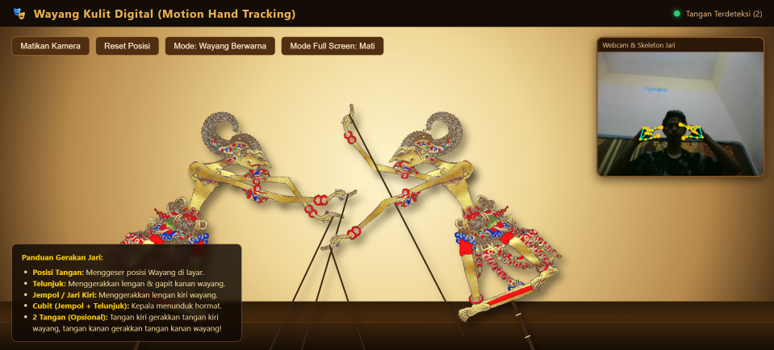 Wayang Kulit Digital (Motion Hand Tracking)
Tangan Terdeteksi (2)
Matikan Kamera
Reset Posisi
Mode: Wayang Berwarna
Mode Full Screen: Mati
Webcam & Skeleton Jari
Panduan Gerakan Jari:
Posisi Tangan: Menggeser posisi Wayang di layar.
Telunjuk: Menggerakkan lengan & gapit kanan wayang.
Jempol / Jari Kiri: Menggerakkan lengan kiri wayang.
Cubit (Jempol + Telunjuk): Kepala menunduk hormat.
2 Tangan (Opsional): Tangan kiri gerakkan tangan kiri
wayang, tangan kanan gerakkan tangan kanan wayang!